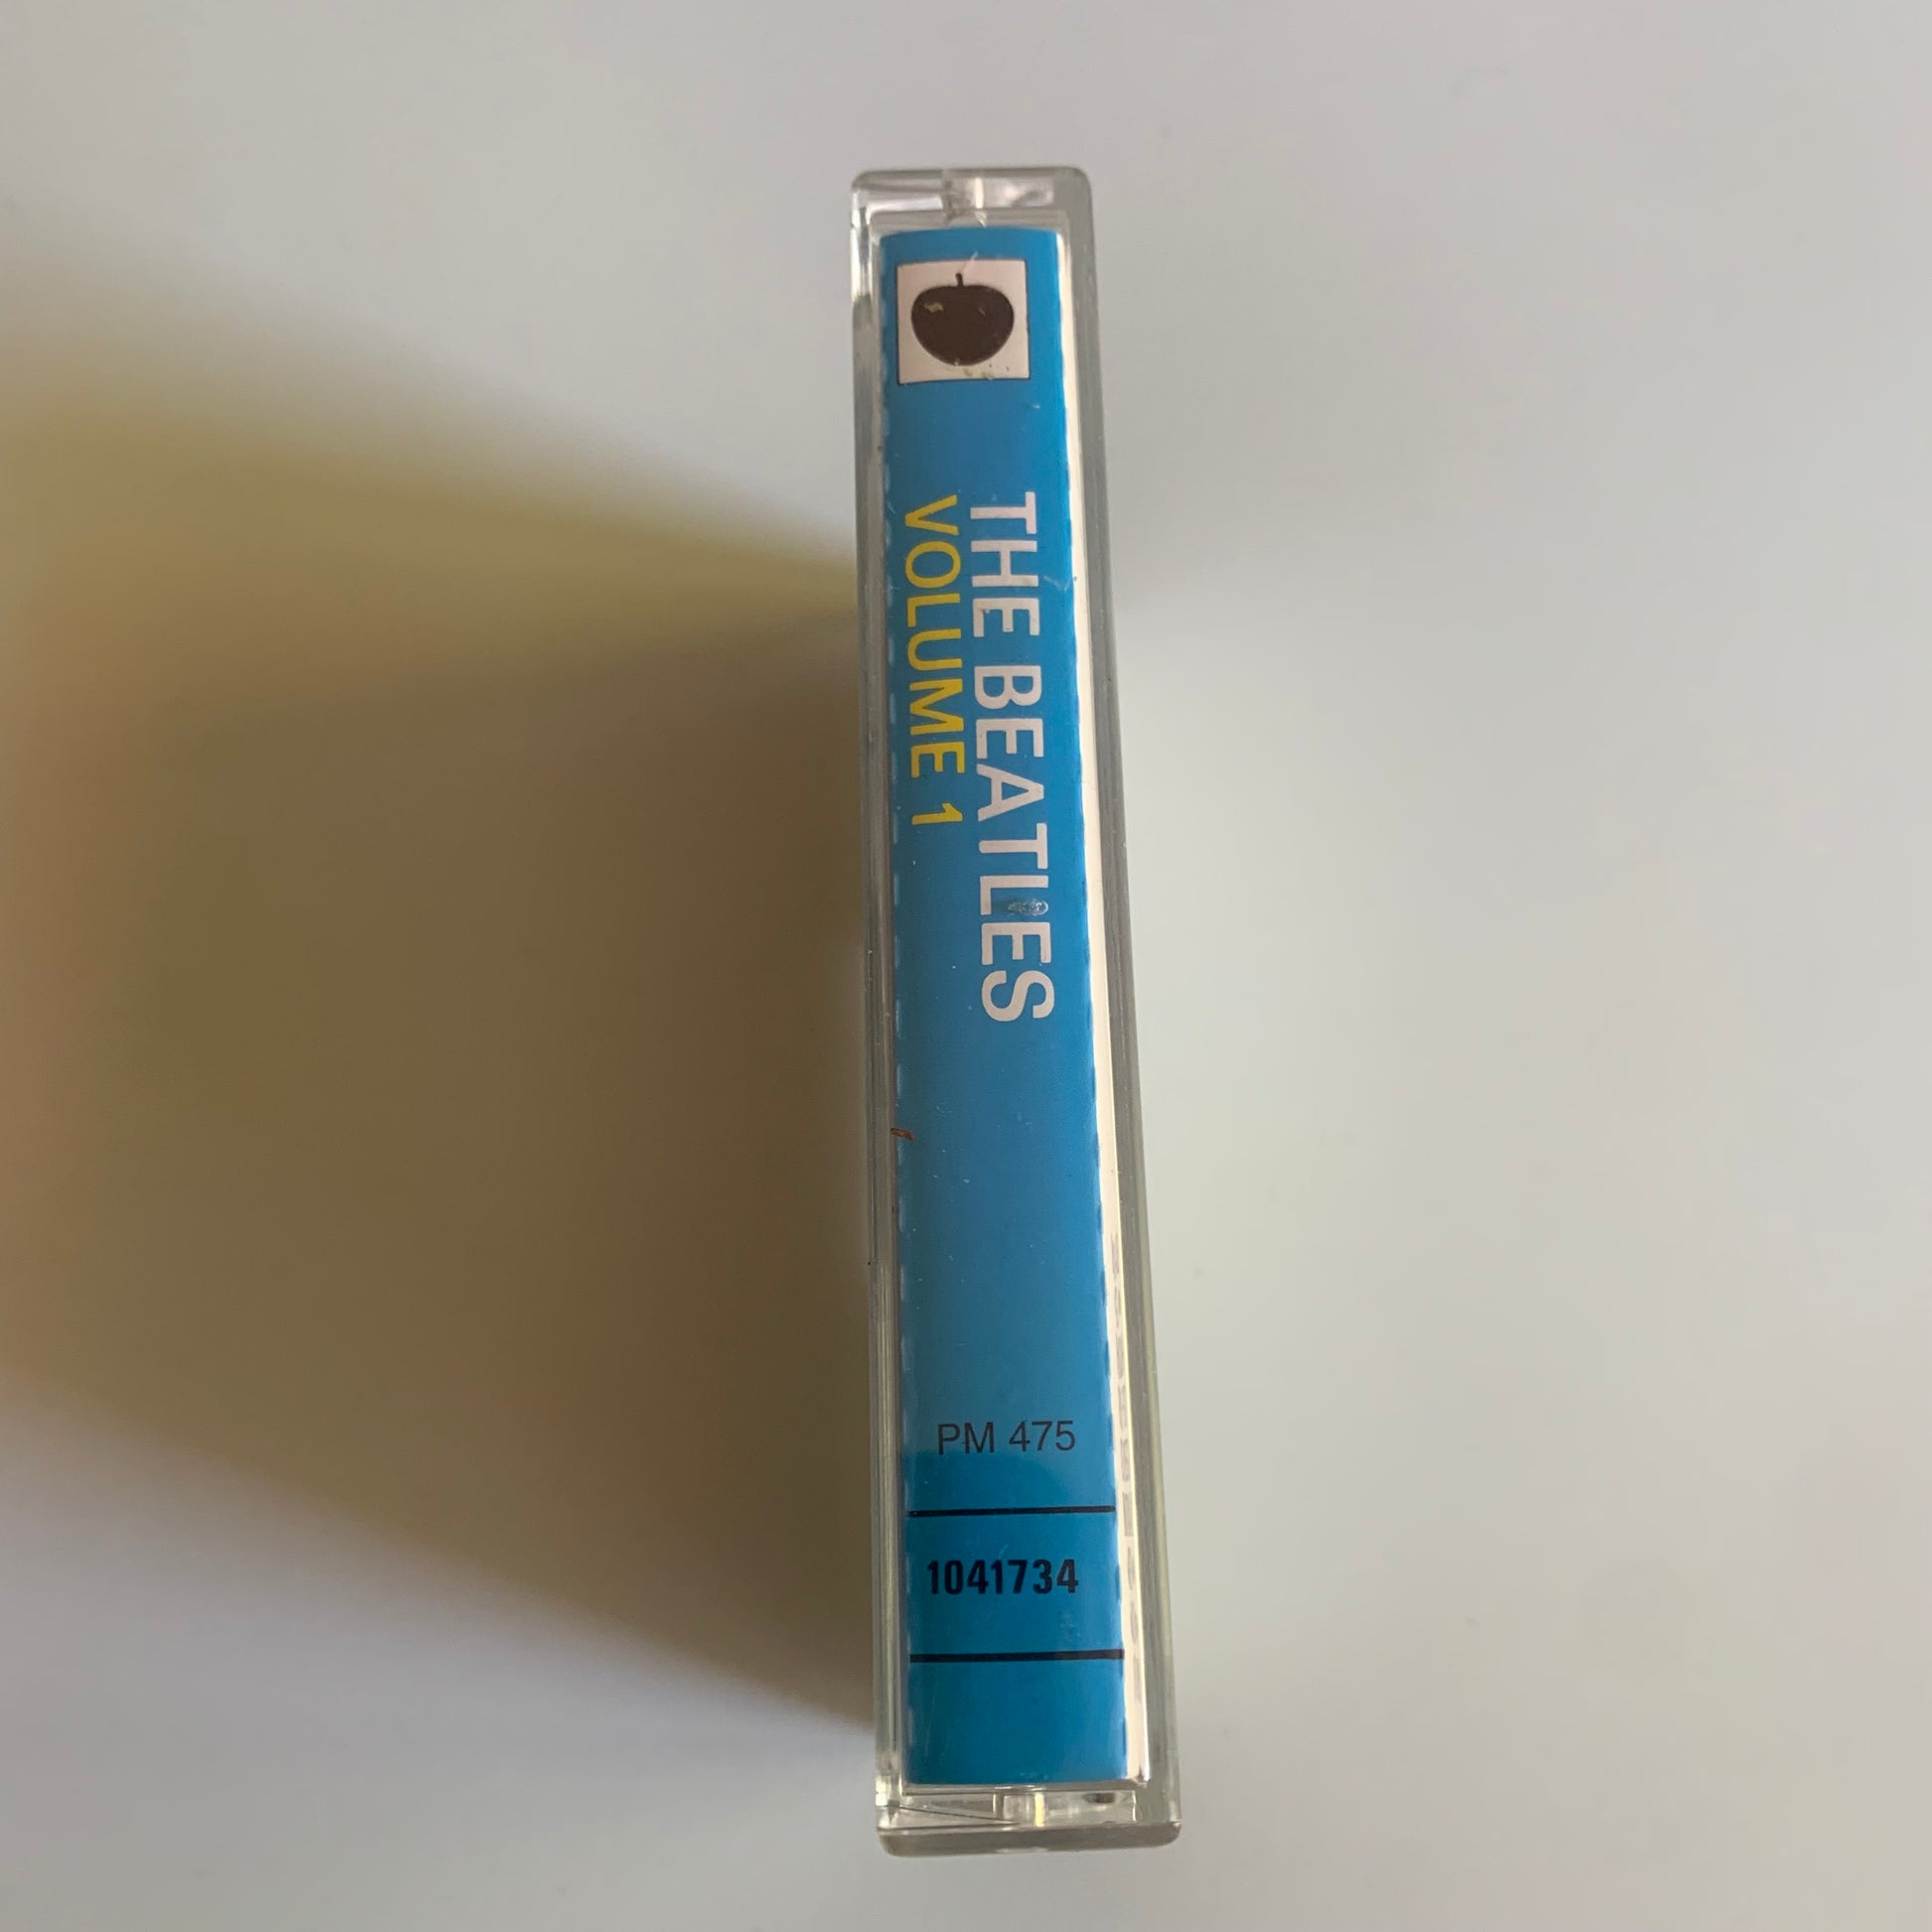 THE BEATLES
VOLUME 1
PM 475
1041734